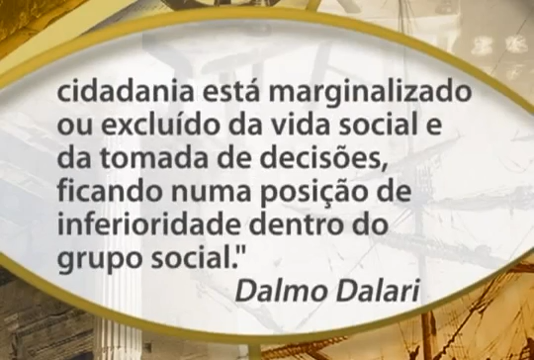 cidadania está marginalizado
ou excluído da vida social e
da tomada de decisões,
ficando numa posição de
inferioridade dentro do
grupo social."
Dalmo Dalari